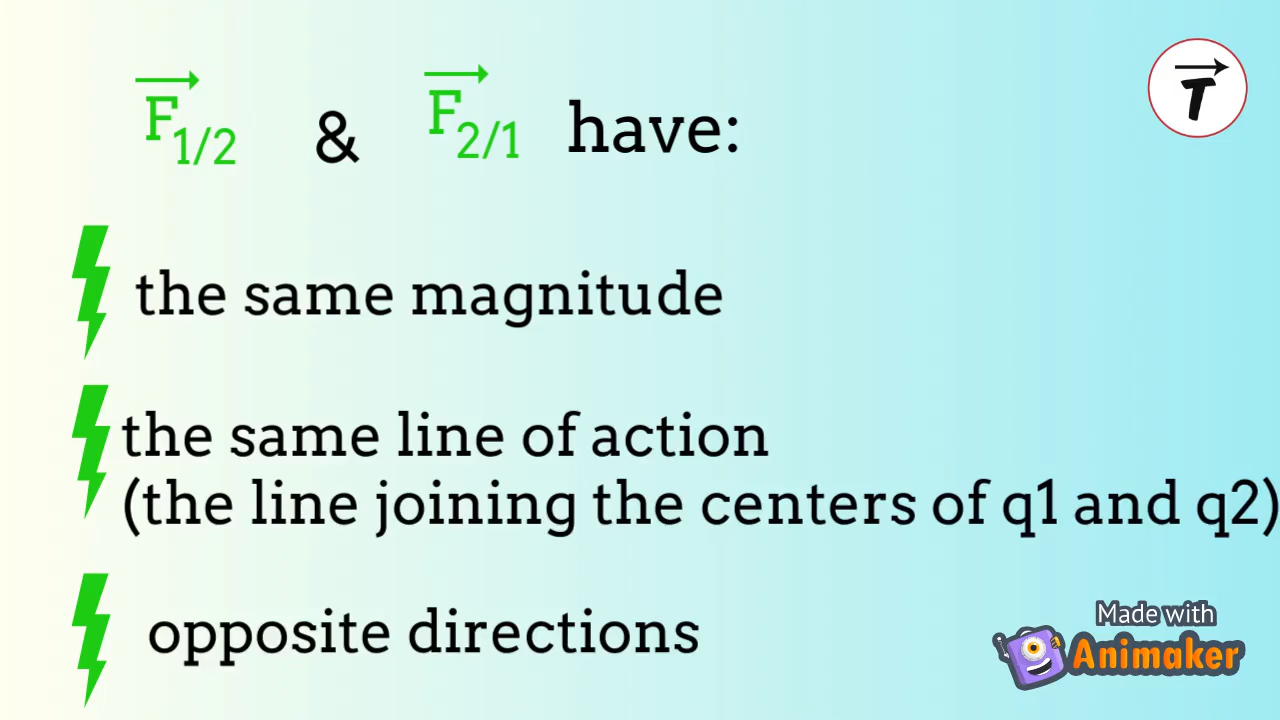 F1/2 & F2/1 have:
T
the same magnitude
the same line of action
(the line joining the centers of q1 and q2)
opposite directions
Made with
Animaker